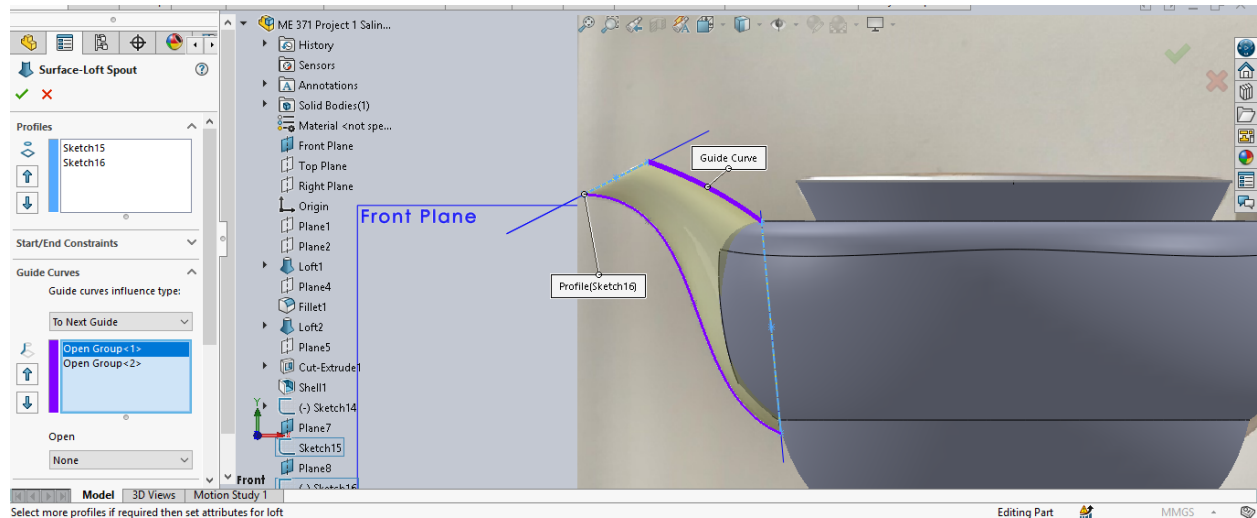 Surface-Loft Spout
Profiles
Sketch15
Sketch16
Start/End Constraints
Guide Curves
Guide curves influence type:
To Next Guide
Open Group<1>
Open Group<2>
Open
None
ME 371 Project 1 Salin...
History
Sensors
Annotations
Solid Bodies(1)
Material <not spe...
Front Plane
Top Plane
Right Plane
Origin
Plane1
Plane2
Loft1
Plane4
Fillet1
Loft2
Plane5
Cut-Extrude1
Shell1
(-) Sketch14
Plane7
Sketch15
Plane8
(-) Sketch16
Y
Front
Front Plane
Guide Curve
Profile(Sketch16)
Model
3D Views
Motion Study 1
Select more profiles if required then set attributes for loft
Editing Part
MMGS